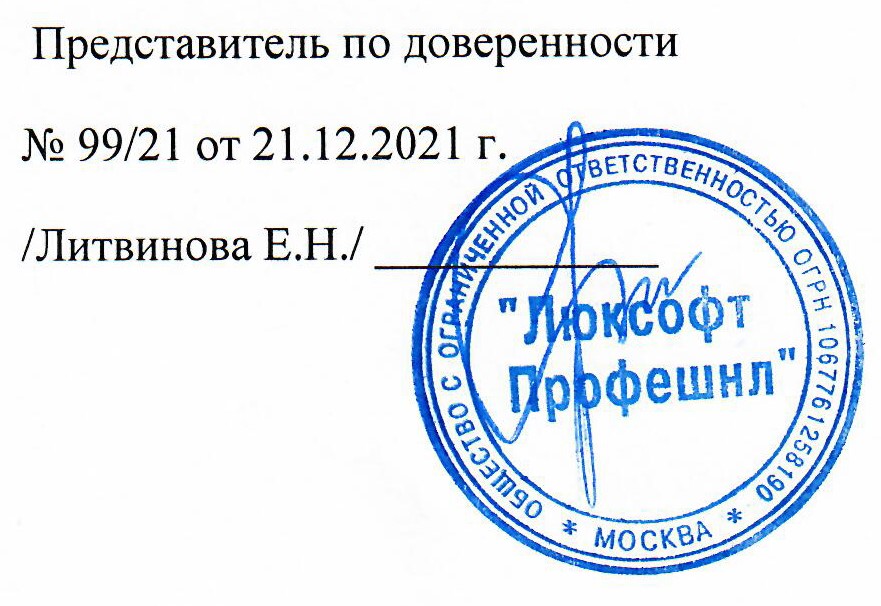 Представитель по доверенности
№ 99/21 от 21.12.2021 г.
/Литвинова Е.Н./
ОБЩЕСТВО С ОГРАНИЧЕННОЙ ОТВЕТСТВЕННОСТЬЮ ОГРН 1067761258190
"Люксофт
Профешнл"
* МОСКВА *